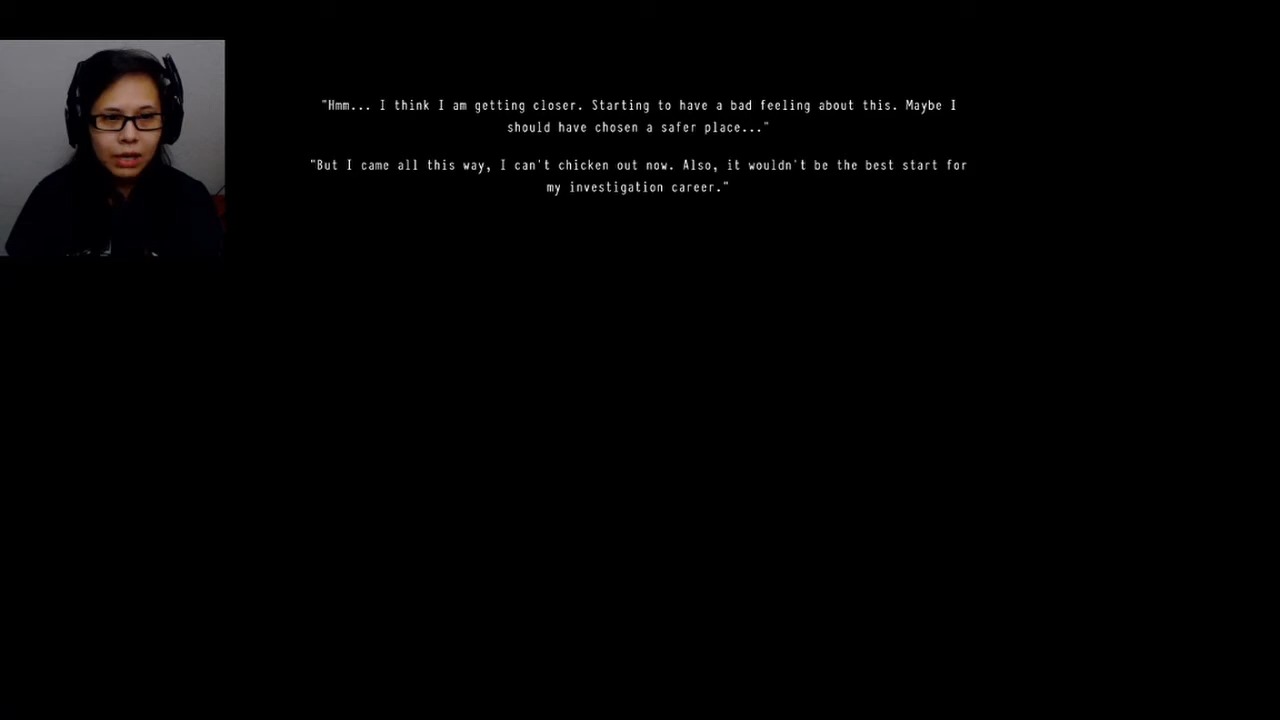 "Hmm... I think I am getting closer. Starting to have a bad feeling about this. Maybe I
should have chosen a safer place..."
"But I came all this way, I can't chicken out now. Also, it wouldn't be the best start for
my investigation career."